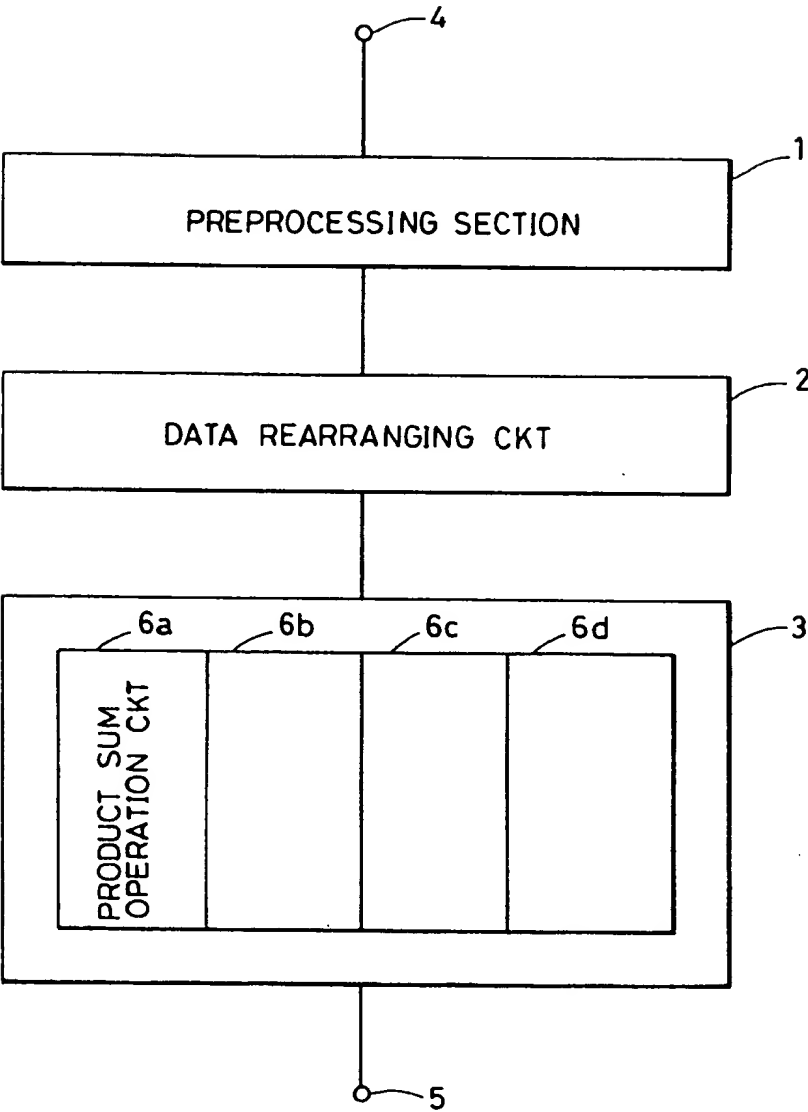 4
1
PREPROCESSING SECTION
2
DATA REARRANGING CKT
6a
6b
6c
6d
3
PRODUCT SUM
OPERATION CKT
5